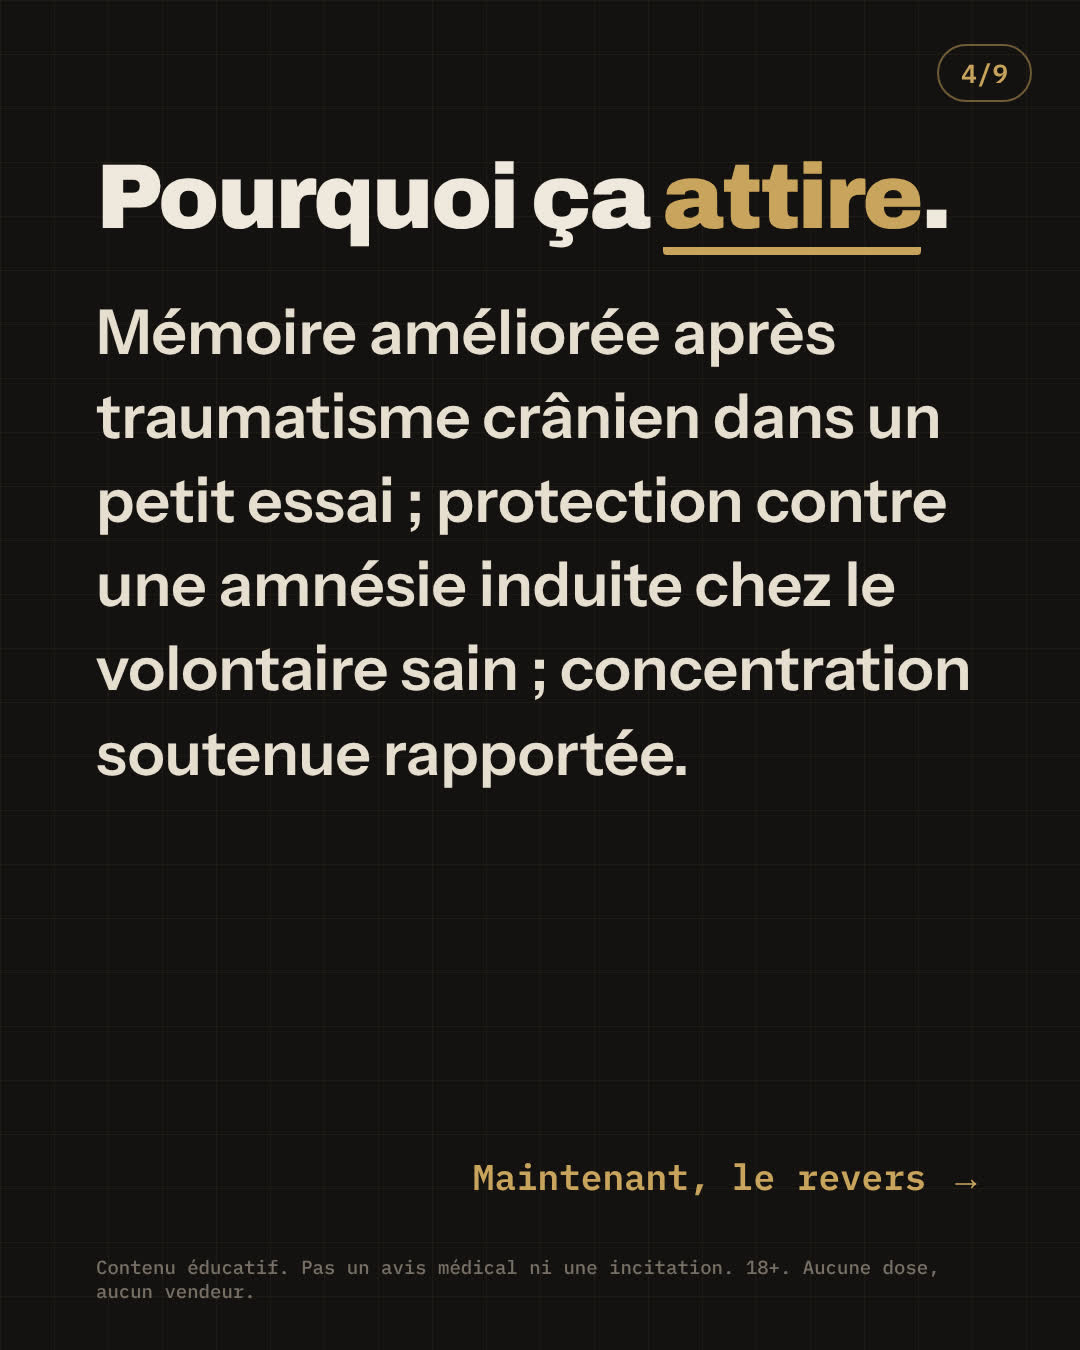 4/9
Pourquoi ça attire.
Mémoire améliorée après
traumatisme crânien dans un
petit essai ; protection contre
une amnésie induite chez le
volontaire sain ; concentration
soutenue rapportée.
Maintenant, le revers →
Contenu éducatif. Pas un avis médical ni une incitation. 18+. Aucune dose,
aucun vendeur.